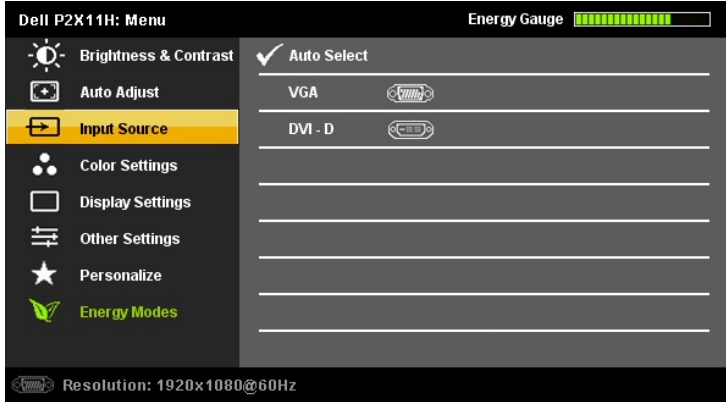 Dell P2X11H: Menu Energy Gauge
Brightness & Contrast Auto Select
Auto Adjust VGA
Input Source DVI - D
Color Settings
Display Settings
Other Settings
Personalize
Energy Modes
Resolution: 1920x1080@60Hz